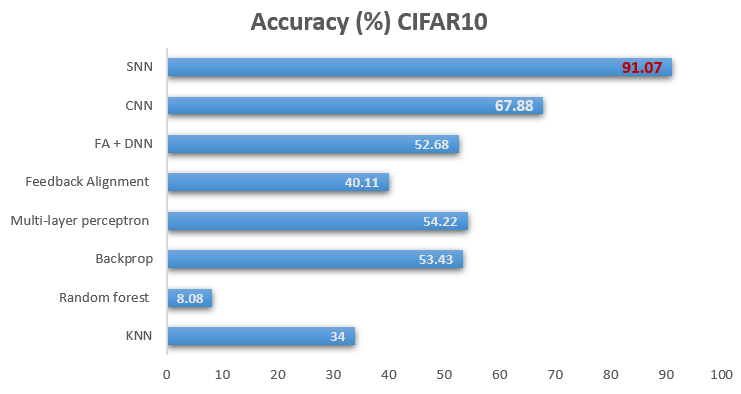 Accuracy (%) CIFAR10
SNN 91.07
CNN 67.88
FA + DNN 52.68
Feedback Alignment 40.11
Multi-layer perceptron 54.22
Backprop 53.43
Random forest 8.08
KNN 34
0 10 20 30 40 50 60 70 80 90 100